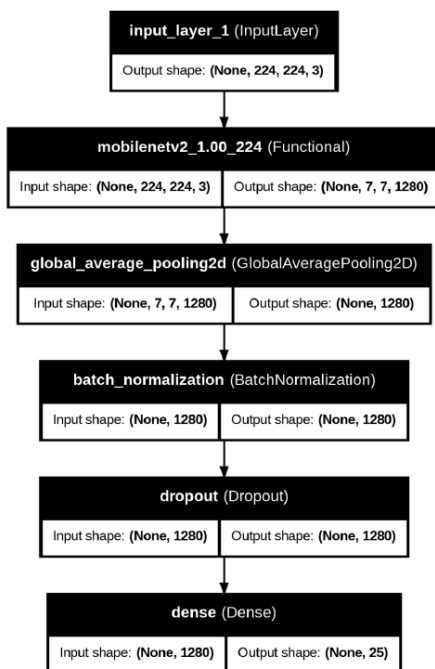 input_layer_1 (InputLayer)
Output shape: (None, 224, 224, 3)
mobilenetv2_1.00_224 (Functional)
Input shape: (None, 224, 224, 3) Output shape: (None, 7, 7, 1280)
global_average_pooling2d (GlobalAveragePooling2D)
Input shape: (None, 7, 7, 1280) Output shape: (None, 1280)
batch_normalization (BatchNormalization)
Input shape: (None, 1280) Output shape: (None, 1280)
dropout (Dropout)
Input shape: (None, 1280) Output shape: (None, 1280)
dense (Dense)
Input shape: (None, 1280) Output shape: (None, 25)